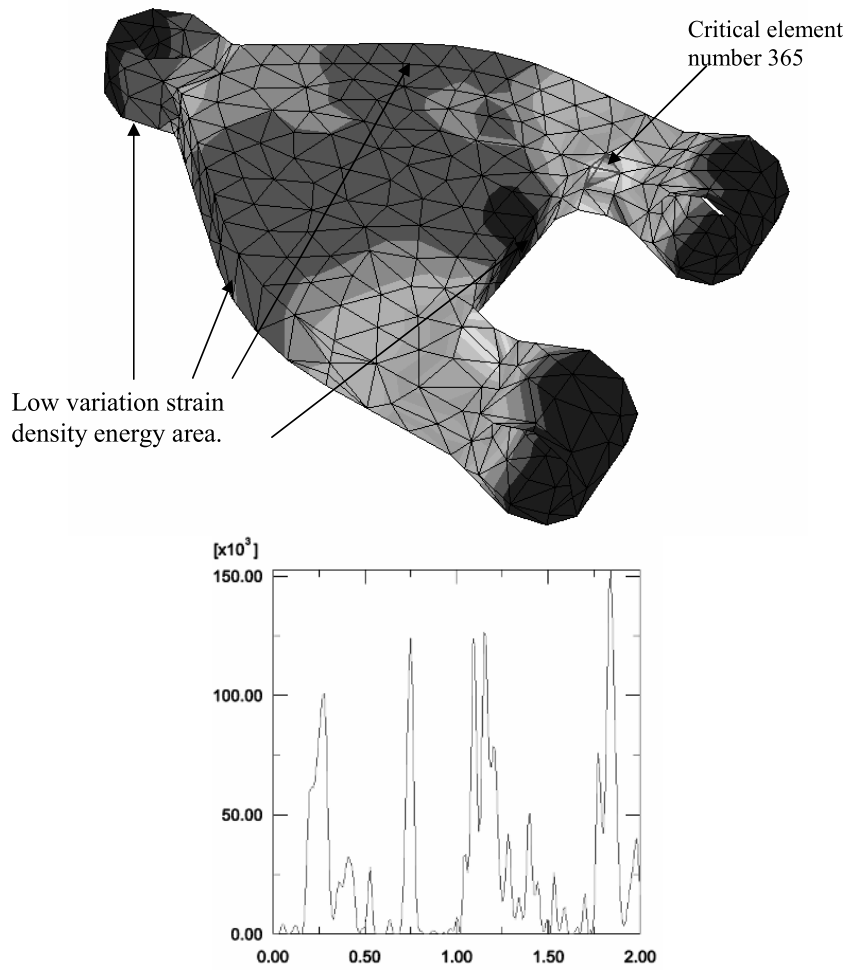 Critical element
number 365
Low variation strain
density energy area.
[x10³]
150.00
100.00
50.00
0.00
0.00 0.50 1.00 1.50 2.00